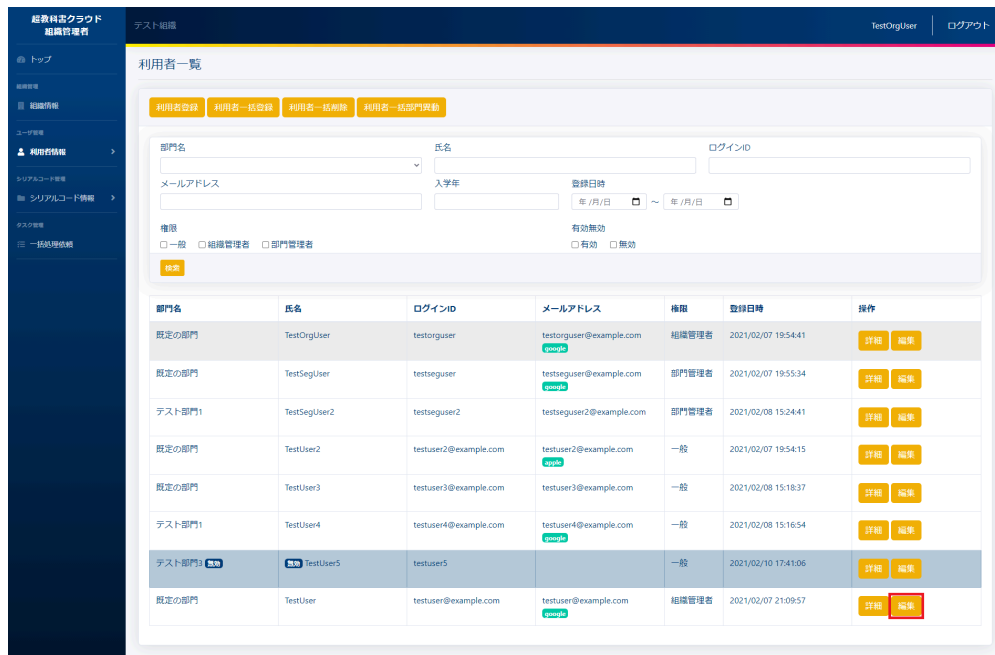 超教科書クラウド
組織管理者
テスト組織
TestOrgUser
ログアウト
トップ
組織管理
組織情報
ユーザ管理
利用者情報
シリアルコード管理
シリアルコード情報
タスク管理
一括処理依頼
利用者一覧
利用者登録 利用者一括登録 利用者一括削除 利用者一括部門異動
部門名 氏名 ログインID
メールアドレス 入学年 登録日時
年/月/日 ～ 年/月/日
権限 有効無効
一般 組織管理者 部門管理者 有効 無効
検索
部門名 氏名 ログインID メールアドレス 権限 登録日時 操作
既定の部門 TestOrgUser testorguser testorguser@example.com 組織管理者 2021/02/07 19:54:41 詳細 編集
google
既定の部門 TestSegUser testseguser testseguser@example.com 部門管理者 2021/02/07 19:55:34 詳細 編集
google
テスト部門1 TestSegUser2 testseguser2 testseguser2@example.com 部門管理者 2021/02/08 15:24:41 詳細 編集
既定の部門 TestUser2 testuser2@example.com testuser2@example.com 一般 2021/02/07 19:54:15 詳細 編集
apple
既定の部門 TestUser3 testuser3@example.com testuser3@example.com 一般 2021/02/08 15:18:37 詳細 編集
テスト部門1 TestUser4 testuser4@example.com testuser4@example.com 一般 2021/02/08 15:16:54 詳細 編集
google
テスト部門3 無効 無効 TestUser5 testuser5 一般 2021/02/10 17:41:06 詳細 編集
既定の部門 TestUser testuser@example.com testuser@example.com 組織管理者 2021/02/07 21:09:57 詳細 編集
google